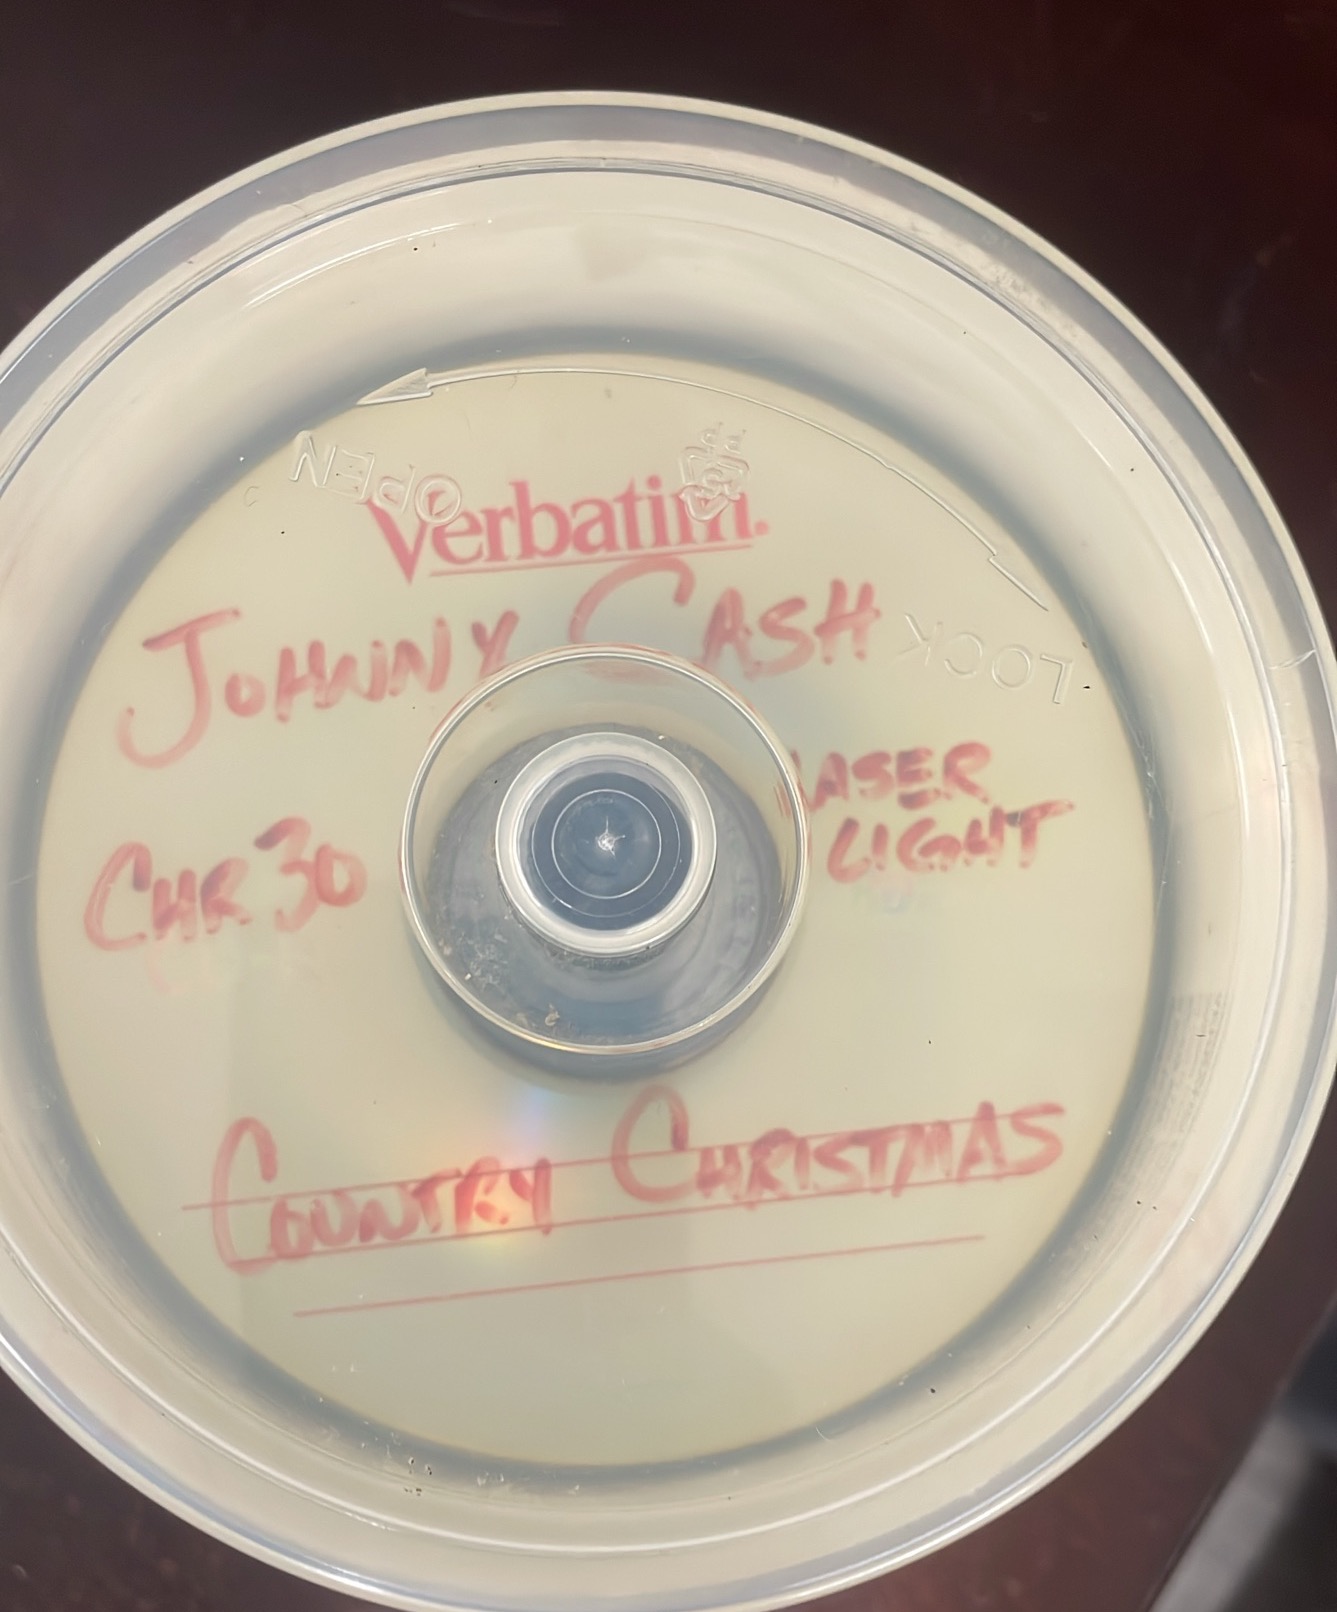 OPEN
Verbatim.
LOCK
JOHNNY CASH
LASER
LIGHT
CHR 30
COUNTRY CHRISTMAS